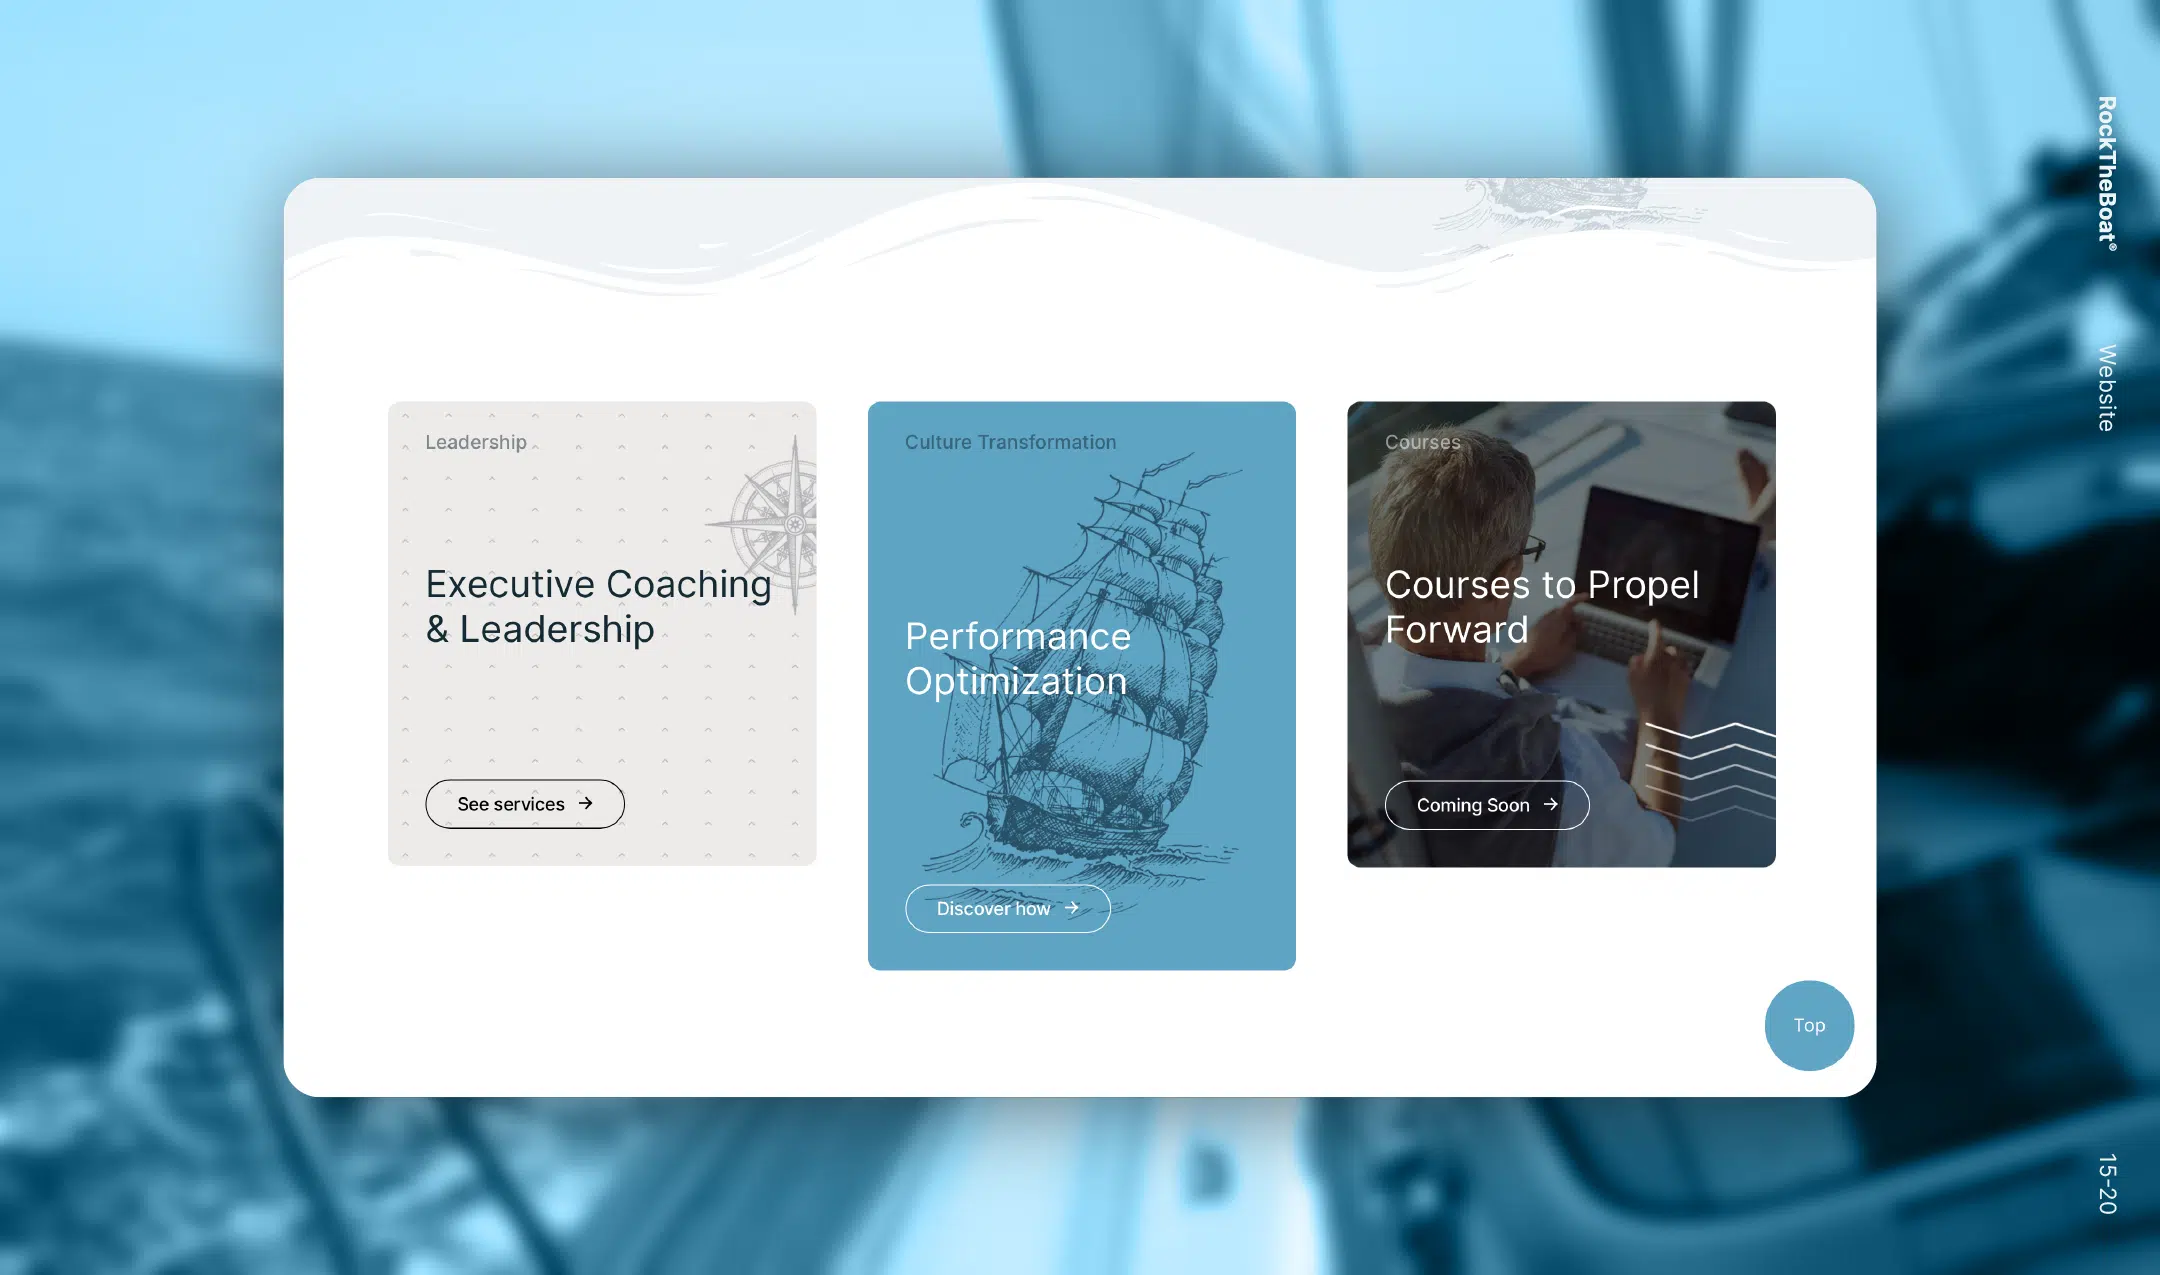 RockTheBoat®
Website
Leadership
Executive Coaching
& Leadership
See services →
Culture Transformation
Performance
Optimization
Discover how →
Courses
Courses to Propel
Forward
Coming Soon →
Top
15-20